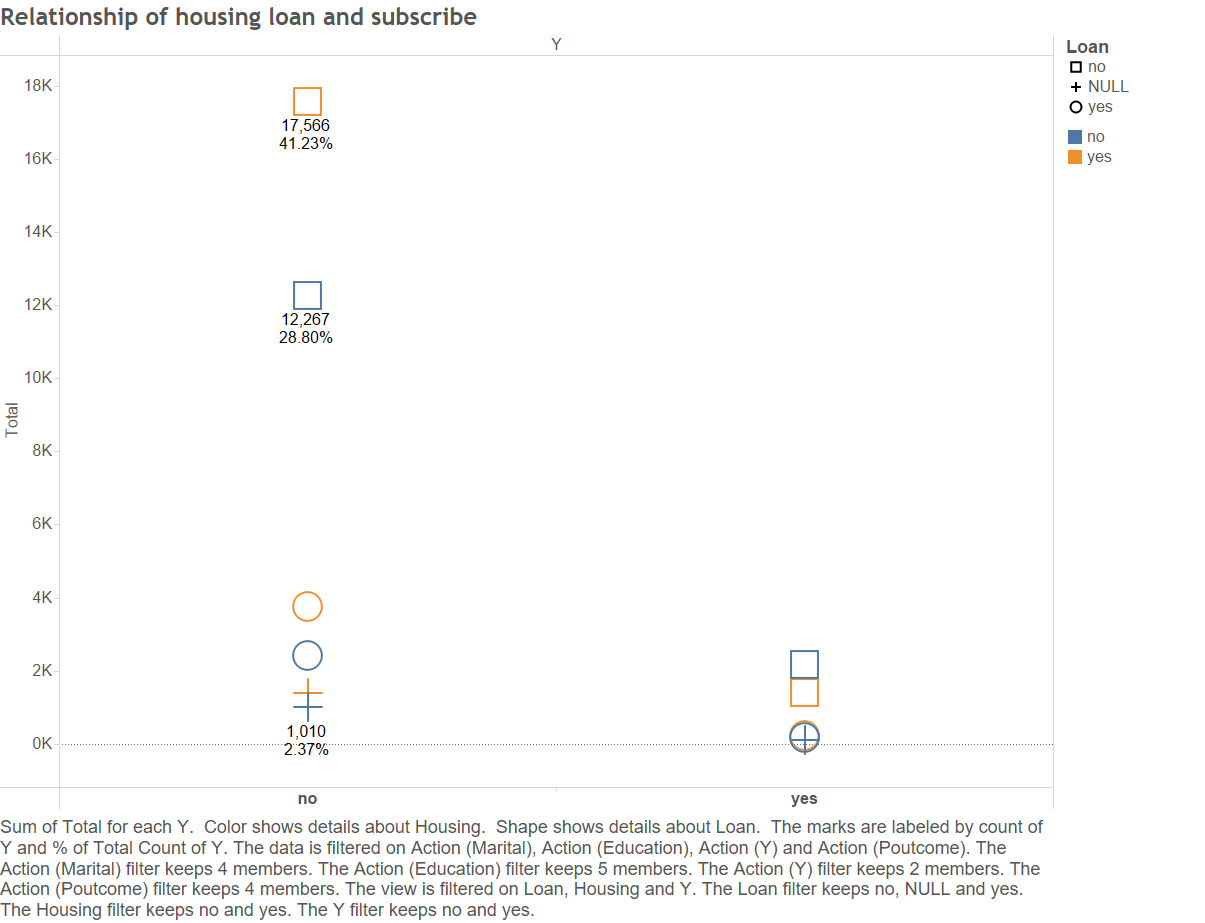 Relationship of housing loan and subscribe
Y
Loan
no
NULL
yes
no
yes
18K
16K
14K
12K
10K
8K
6K
4K
2K
0K
Total
17,566
41.23%
12,267
28.80%
1,010
2.37%
no
yes
Sum of Total for each Y.  Color shows details about Housing.  Shape shows details about Loan.  The marks are labeled by count of
Y and % of Total Count of Y. The data is filtered on Action (Marital), Action (Education), Action (Y) and Action (Poutcome). The
Action (Marital) filter keeps 4 members. The Action (Education) filter keeps 5 members. The Action (Y) filter keeps 2 members. The
Action (Poutcome) filter keeps 4 members. The view is filtered on Loan, Housing and Y. The Loan filter keeps no, NULL and yes.
The Housing filter keeps no and yes. The Y filter keeps no and yes.